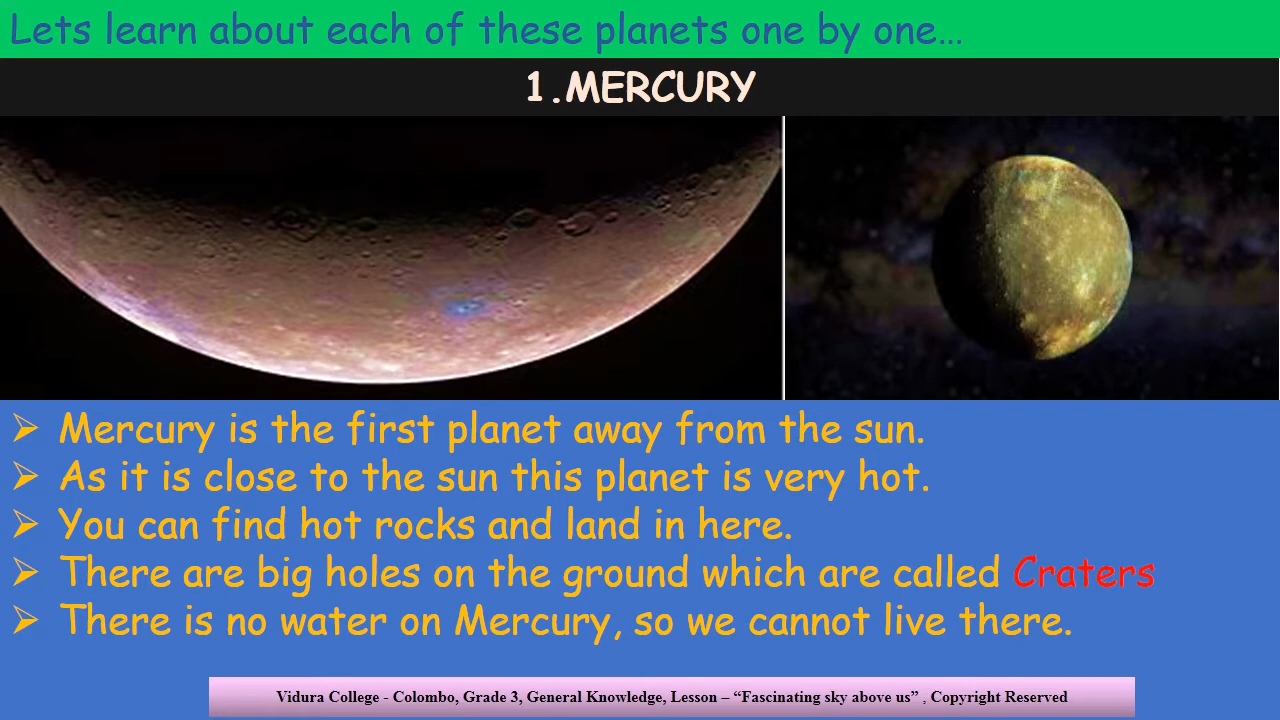 Lets learn about each of these planets one by one…
1.MERCURY
➢ Mercury is the first planet away from the sun.
➢ As it is close to the sun this planet is very hot.
➢ You can find hot rocks and land in here.
➢ There are big holes on the ground which are called Craters
➢ There is no water on Mercury, so we cannot live there.
Vidura College - Colombo, Grade 3, General Knowledge, Lesson – “Fascinating sky above us” , Copyright Reserved